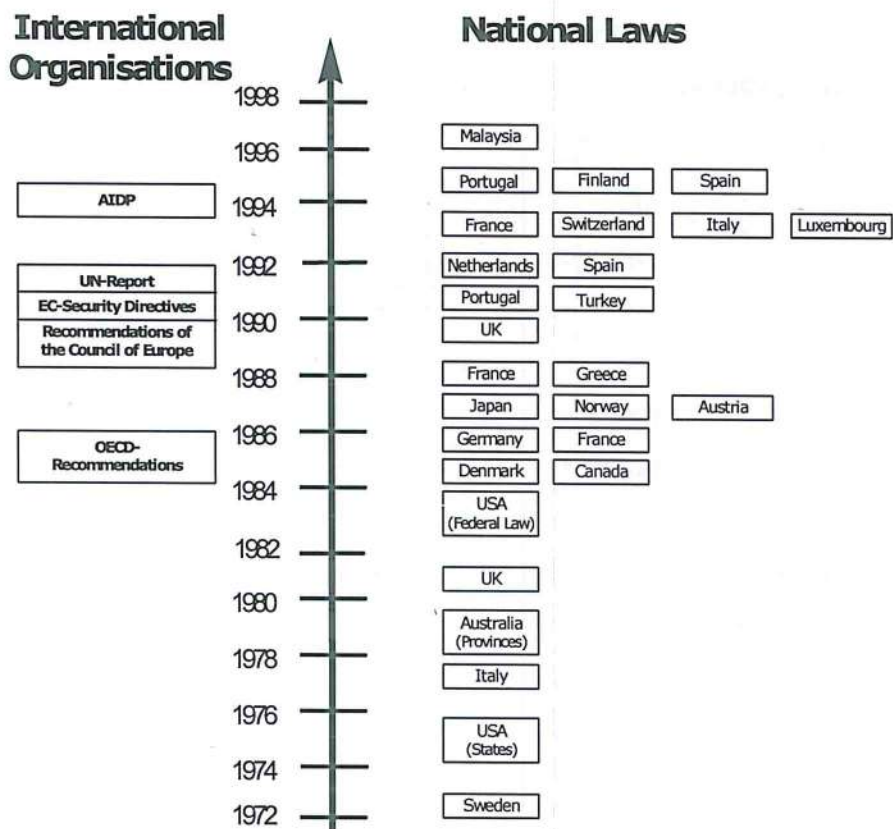 International
Organisations
National Laws
1998
Malaysia
1996
Portugal
Finland
Spain
AIDP
1994
France
Switzerland
Italy
Luxembourg
1992
Netherlands
Spain
UN-Report
EC-Security Directives
Portugal
Turkey
1990
Recommendations of
the Council of Europe
UK
1988
France
Greece
Japan
Norway
Austria
1986
OECD-
Recommendations
Germany
France
Denmark
Canada
1984
USA
(Federal Law)
1982
UK
1980
Australia
(Provinces)
1978
Italy
1976
USA
(States)
1974
Sweden
1972